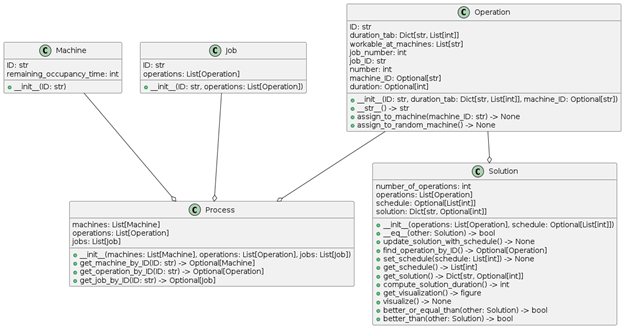 Machine
ID: str
remaining_occupancy_time: int
__init__(ID: str)
Job
ID: str
operations: List[Operation]
__init__(ID: str, operations: List[Operation])
Operation
ID: str
duration_tab: Dict[str, List[int]]
workable_at_machines: List[str]
job_number: int
job_ID: str
number: int
machine_ID: Optional[str]
duration: Optional[int]
__init__(ID: str, duration_tab: Dict[str, List[int]], machine_ID: Optional[str])
__str__() -> str
assign_to_machine(machine_ID: str) -> None
assign_to_random_machine() -> None
Process
machines: List[Machine]
operations: List[Operation]
jobs: List[Job]
__init__(machines: List[Machine], operations: List[Operation], jobs: List[Job])
get_machine_by_ID(ID: str) -> Optional[Machine]
get_operation_by_ID(ID: str) -> Optional[Operation]
get_job_by_ID(ID: str) -> Optional[Job]
Solution
number_of_operations: int
operations: List[Operation]
schedule: Optional[List[int]]
solution: Dict[str, Optional[int]]
__init__(operations: List[Operation], schedule: Optional[List[int]])
__eq__(other: Solution) -> bool
update_solution_with_schedule() -> None
find_operation_by_ID() -> Optional[Operation]
set_schedule(schedule: List[int]) -> None
get_schedule() -> List[int]
get_solution() -> Dict[str, Optional[int]]
compute_solution_duration() -> int
get_visualization() -> figure
visualize() -> None
better_or_equal_than(other: Solution) -> bool
better_than(other: Solution) -> bool